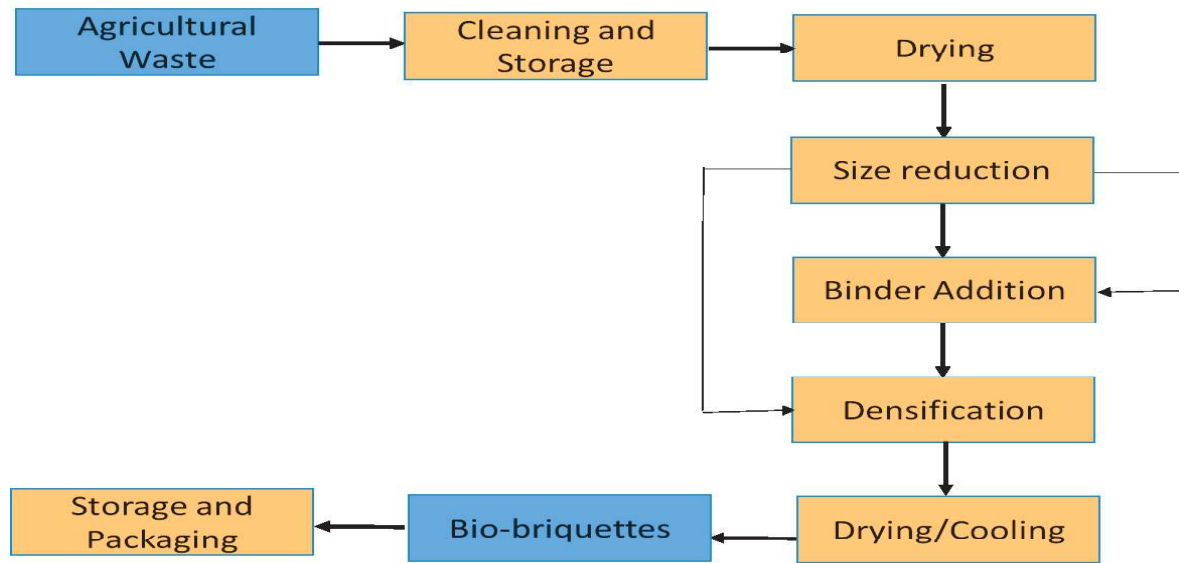 Agricultural
Waste
Cleaning and
Storage
Drying
Size reduction
Binder Addition
Densification
Drying/Cooling
Bio-briquettes
Storage and
Packaging